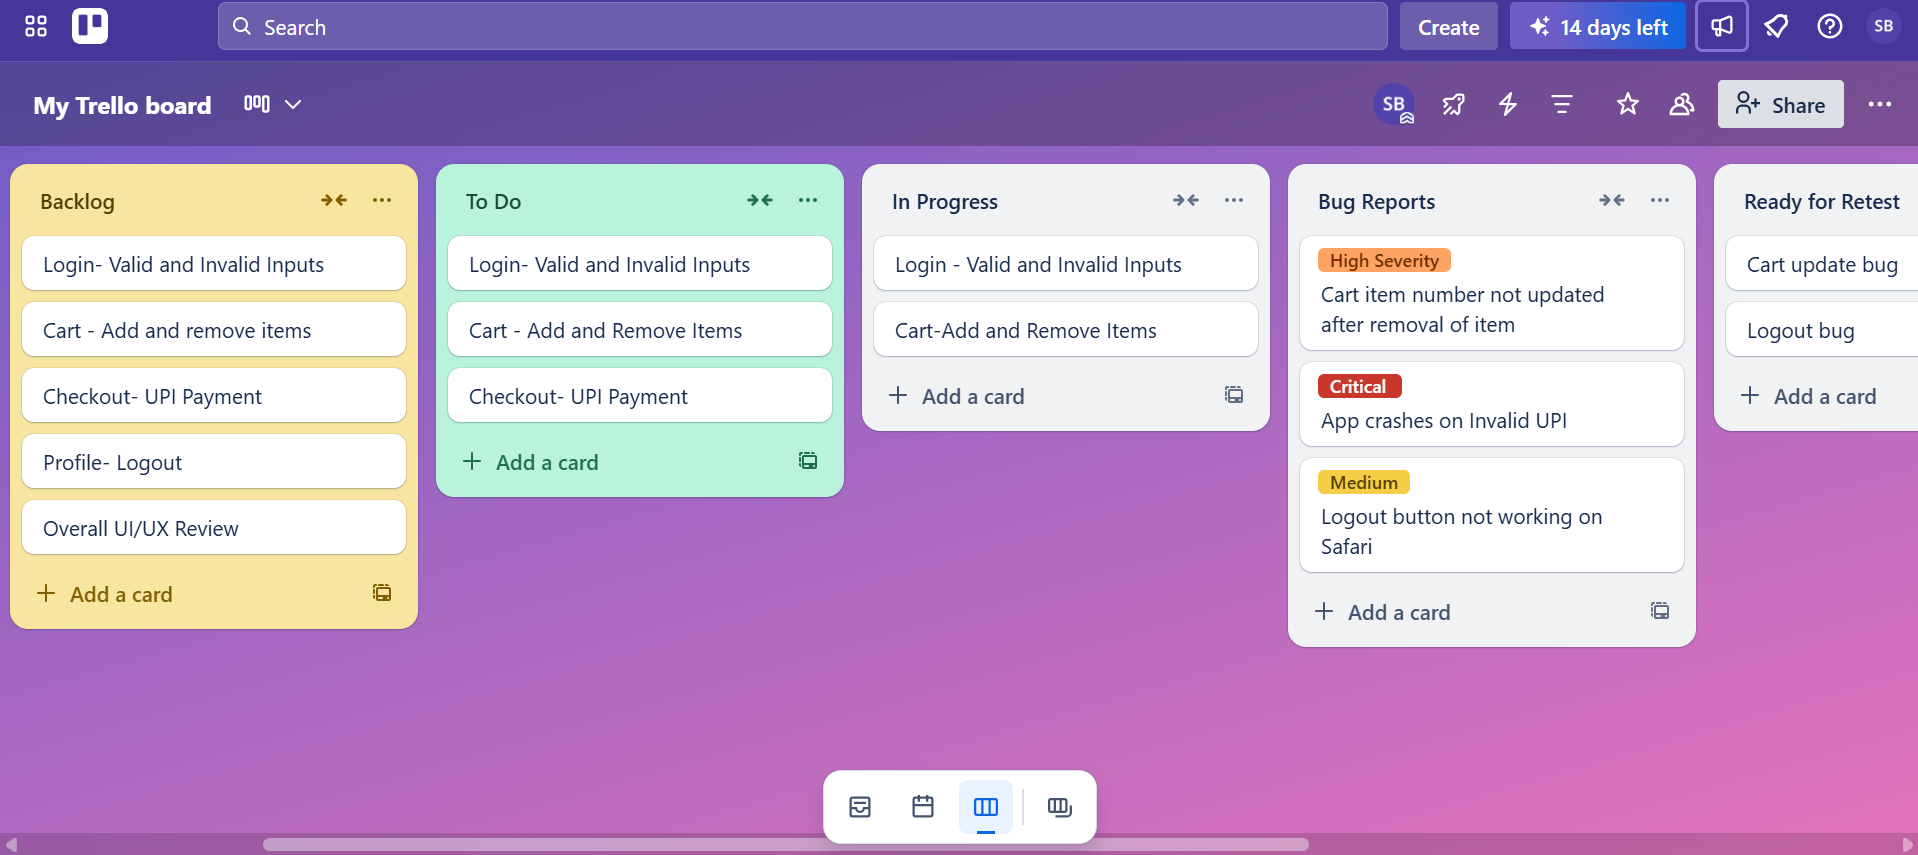 Search
Create
14 days left
SB
My Trello board
SB
Share
Backlog
Login- Valid and Invalid Inputs
Cart - Add and remove items
Checkout- UPI Payment
Profile- Logout
Overall UI/UX Review
Add a card
To Do
Login- Valid and Invalid Inputs
Cart - Add and Remove Items
Checkout- UPI Payment
Add a card
In Progress
Login - Valid and Invalid Inputs
Cart-Add and Remove Items
Add a card
Bug Reports
High Severity
Cart item number not updated
after removal of item
Critical
App crashes on Invalid UPI
Medium
Logout button not working on
Safari
Add a card
Ready for Retest
Cart update bug
Logout bug
Add a card